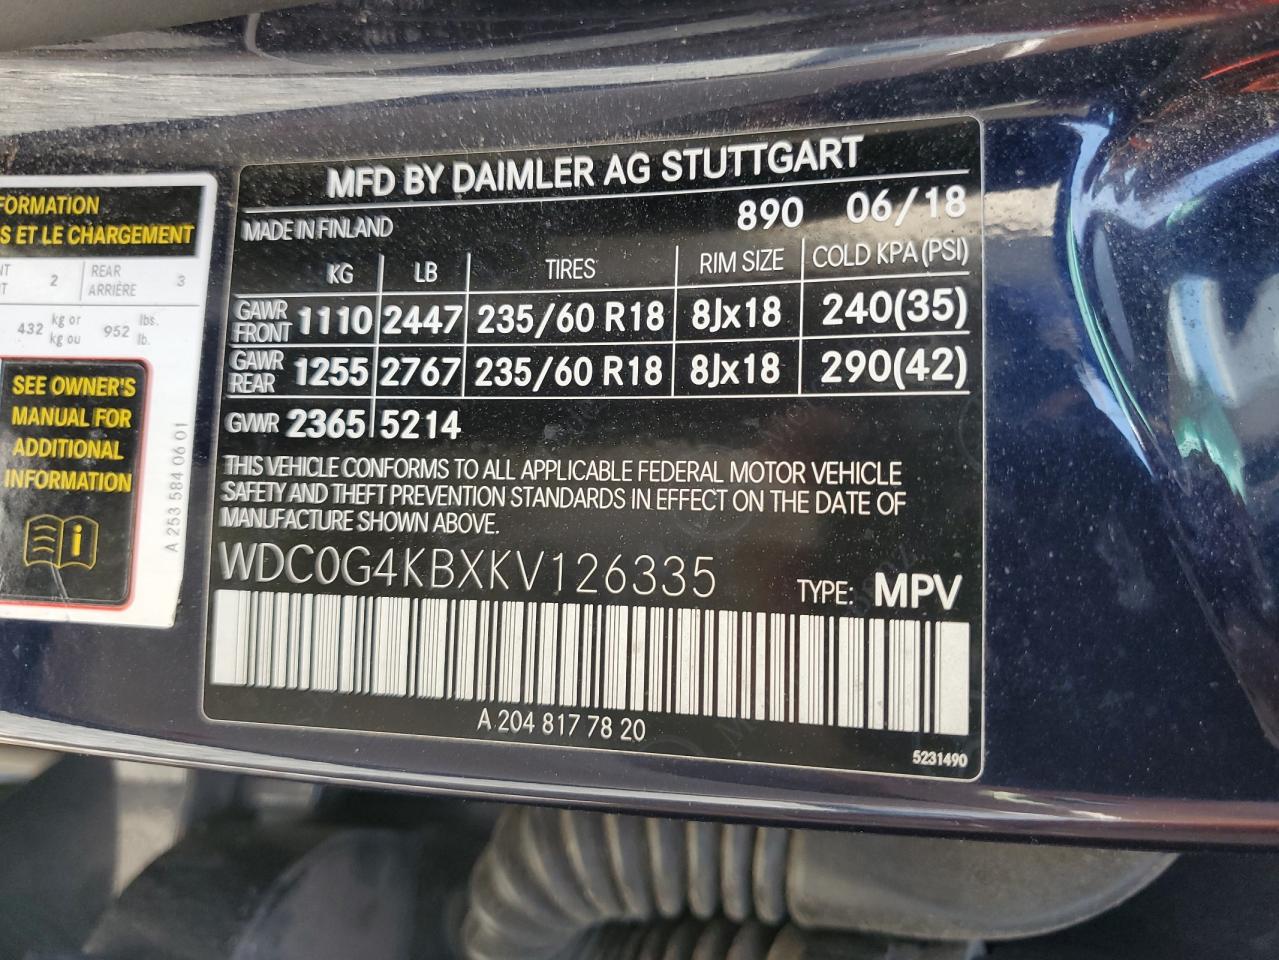 FORMATION
S ET LE CHARGEMENT
2 REAR ARRIÈRE 3
432 kg or kg ou 952 lbs. lb.
SEE OWNER'S
MANUAL FOR
ADDITIONAL
INFORMATION
A 253 584 06 01
MFD BY DAIMLER AG STUTTGART
MADE IN FINLAND 890 06/18
KG LB TIRES RIM SIZE COLD KPA (PSI)
GAWR FRONT 1110 2447 235/60 R18 8Jx18 240(35)
GAWR REAR 1255 2767 235/60 R18 8Jx18 290(42)
GVWR 2365 5214
THIS VEHICLE CONFORMS TO ALL APPLICABLE FEDERAL MOTOR VEHICLE
SAFETY AND THEFT PREVENTION STANDARDS IN EFFECT ON THE DATE OF
MANUFACTURE SHOWN ABOVE.
WDC0G4KBXKV126335 TYPE: MPV
A 204 817 78 20
5231490